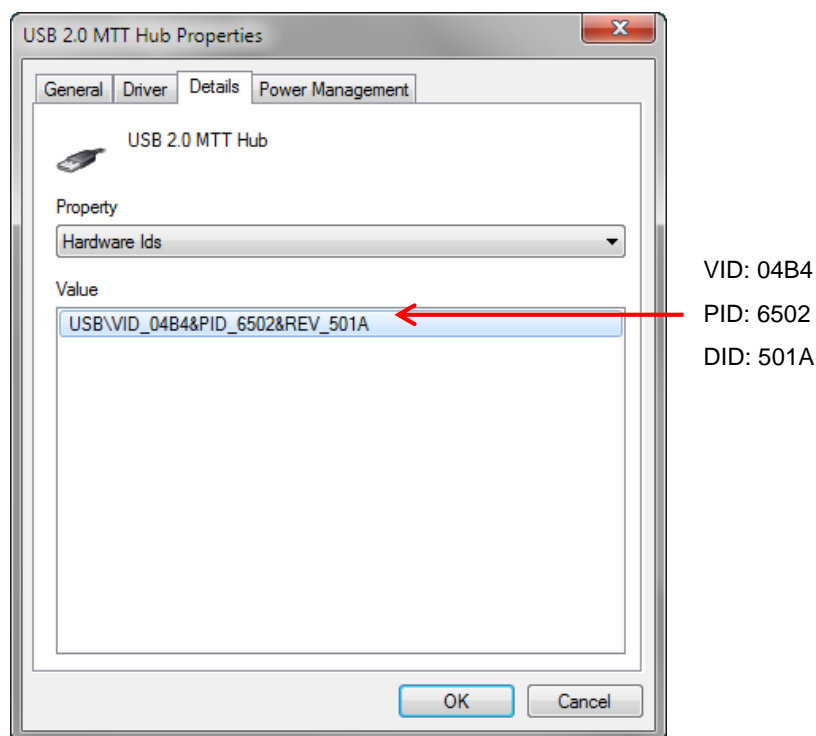 USB 2.0 MTT Hub Properties
General Driver Details Power Management
USB 2.0 MTT Hub
Property
Hardware Ids
Value
USB\VID_04B4&PID_6502&REV_501A
VID: 04B4
PID: 6502
DID: 501A
OK Cancel